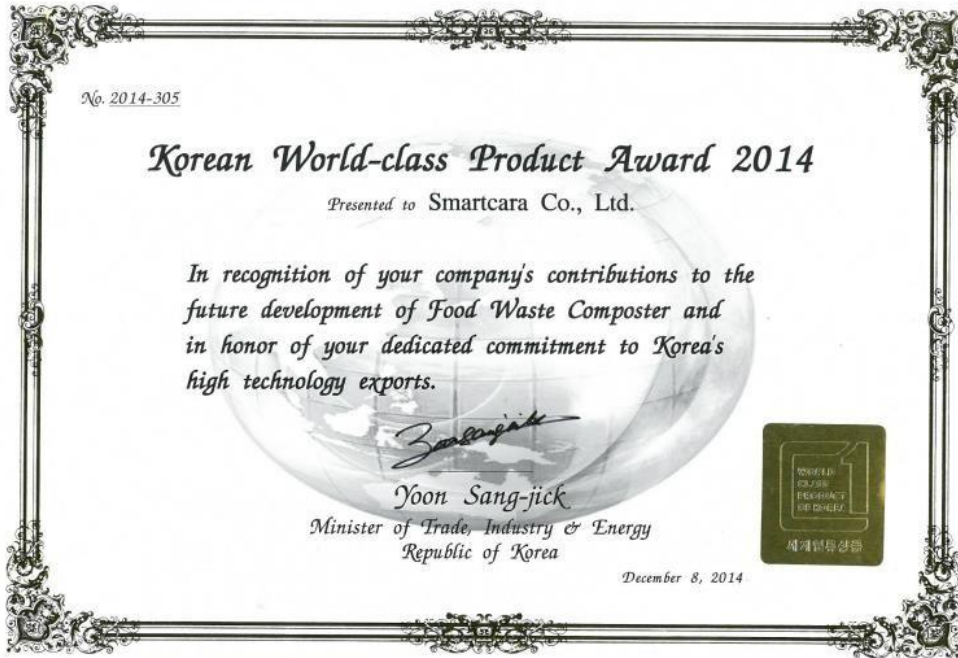 No. 2014-305
Korean World-class Product Award 2014
Presented to Smartcara Co., Ltd.
In recognition of your company's contributions to the
future development of Food Waste Composter and
in honor of your dedicated commitment to Korea's
high technology exports.
Yoon Sang-jick
Minister of Trade, Industry & Energy
Republic of Korea
December 8, 2014
1
WORLD
CLASS
PRODUCT
OF KOREA
세계일류상품